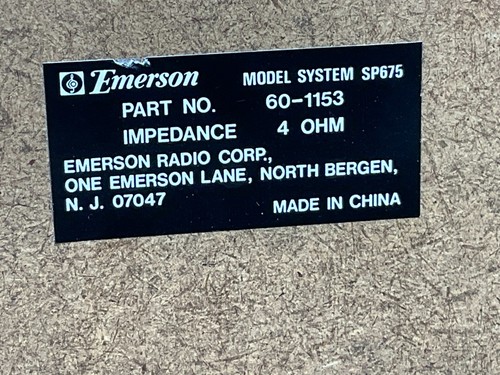 Emerson MODEL SYSTEM SP675
PART NO. 60-1153
IMPEDANCE 4 OHM
EMERSON RADIO CORP.,
ONE EMERSON LANE, NORTH BERGEN,
N. J. 07047 MADE IN CHINA